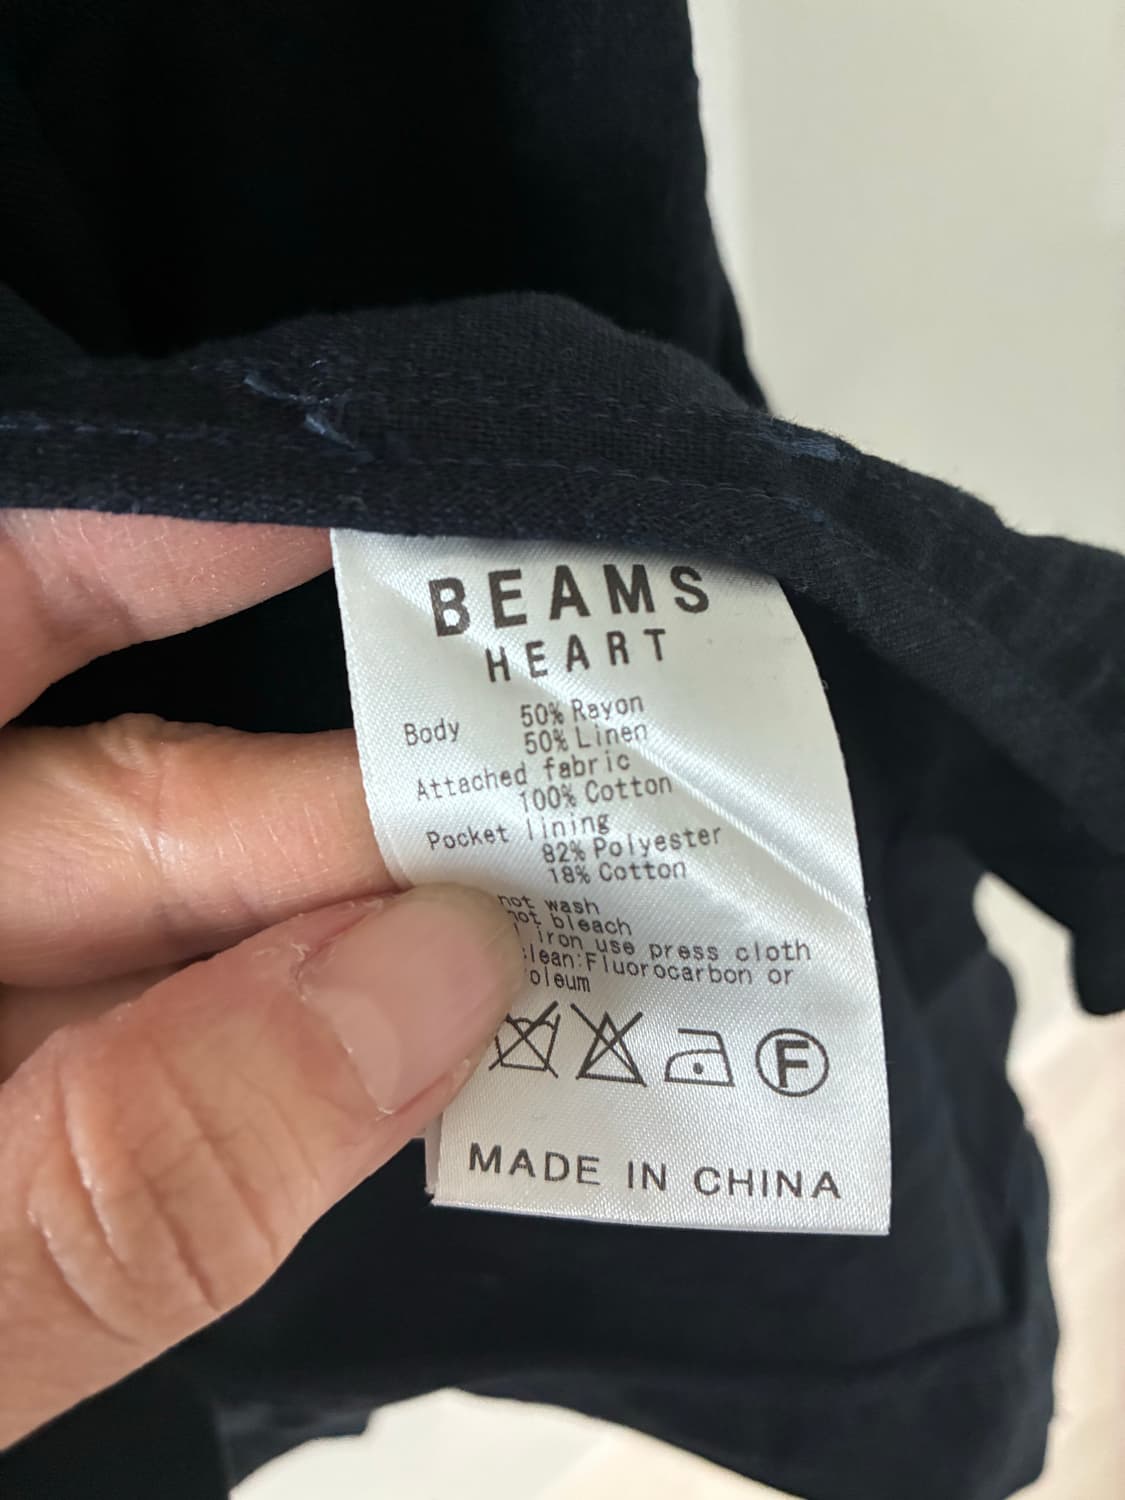 BEAMS
HEART
Body 50% Rayon
50% Linen
Attached fabric
100% Cotton
Pocket lining
82% Polyester
18% Cotton
not wash
not bleach
iron use press cloth
clean:Fluorocarbon or
oleum
F
MADE IN CHINA